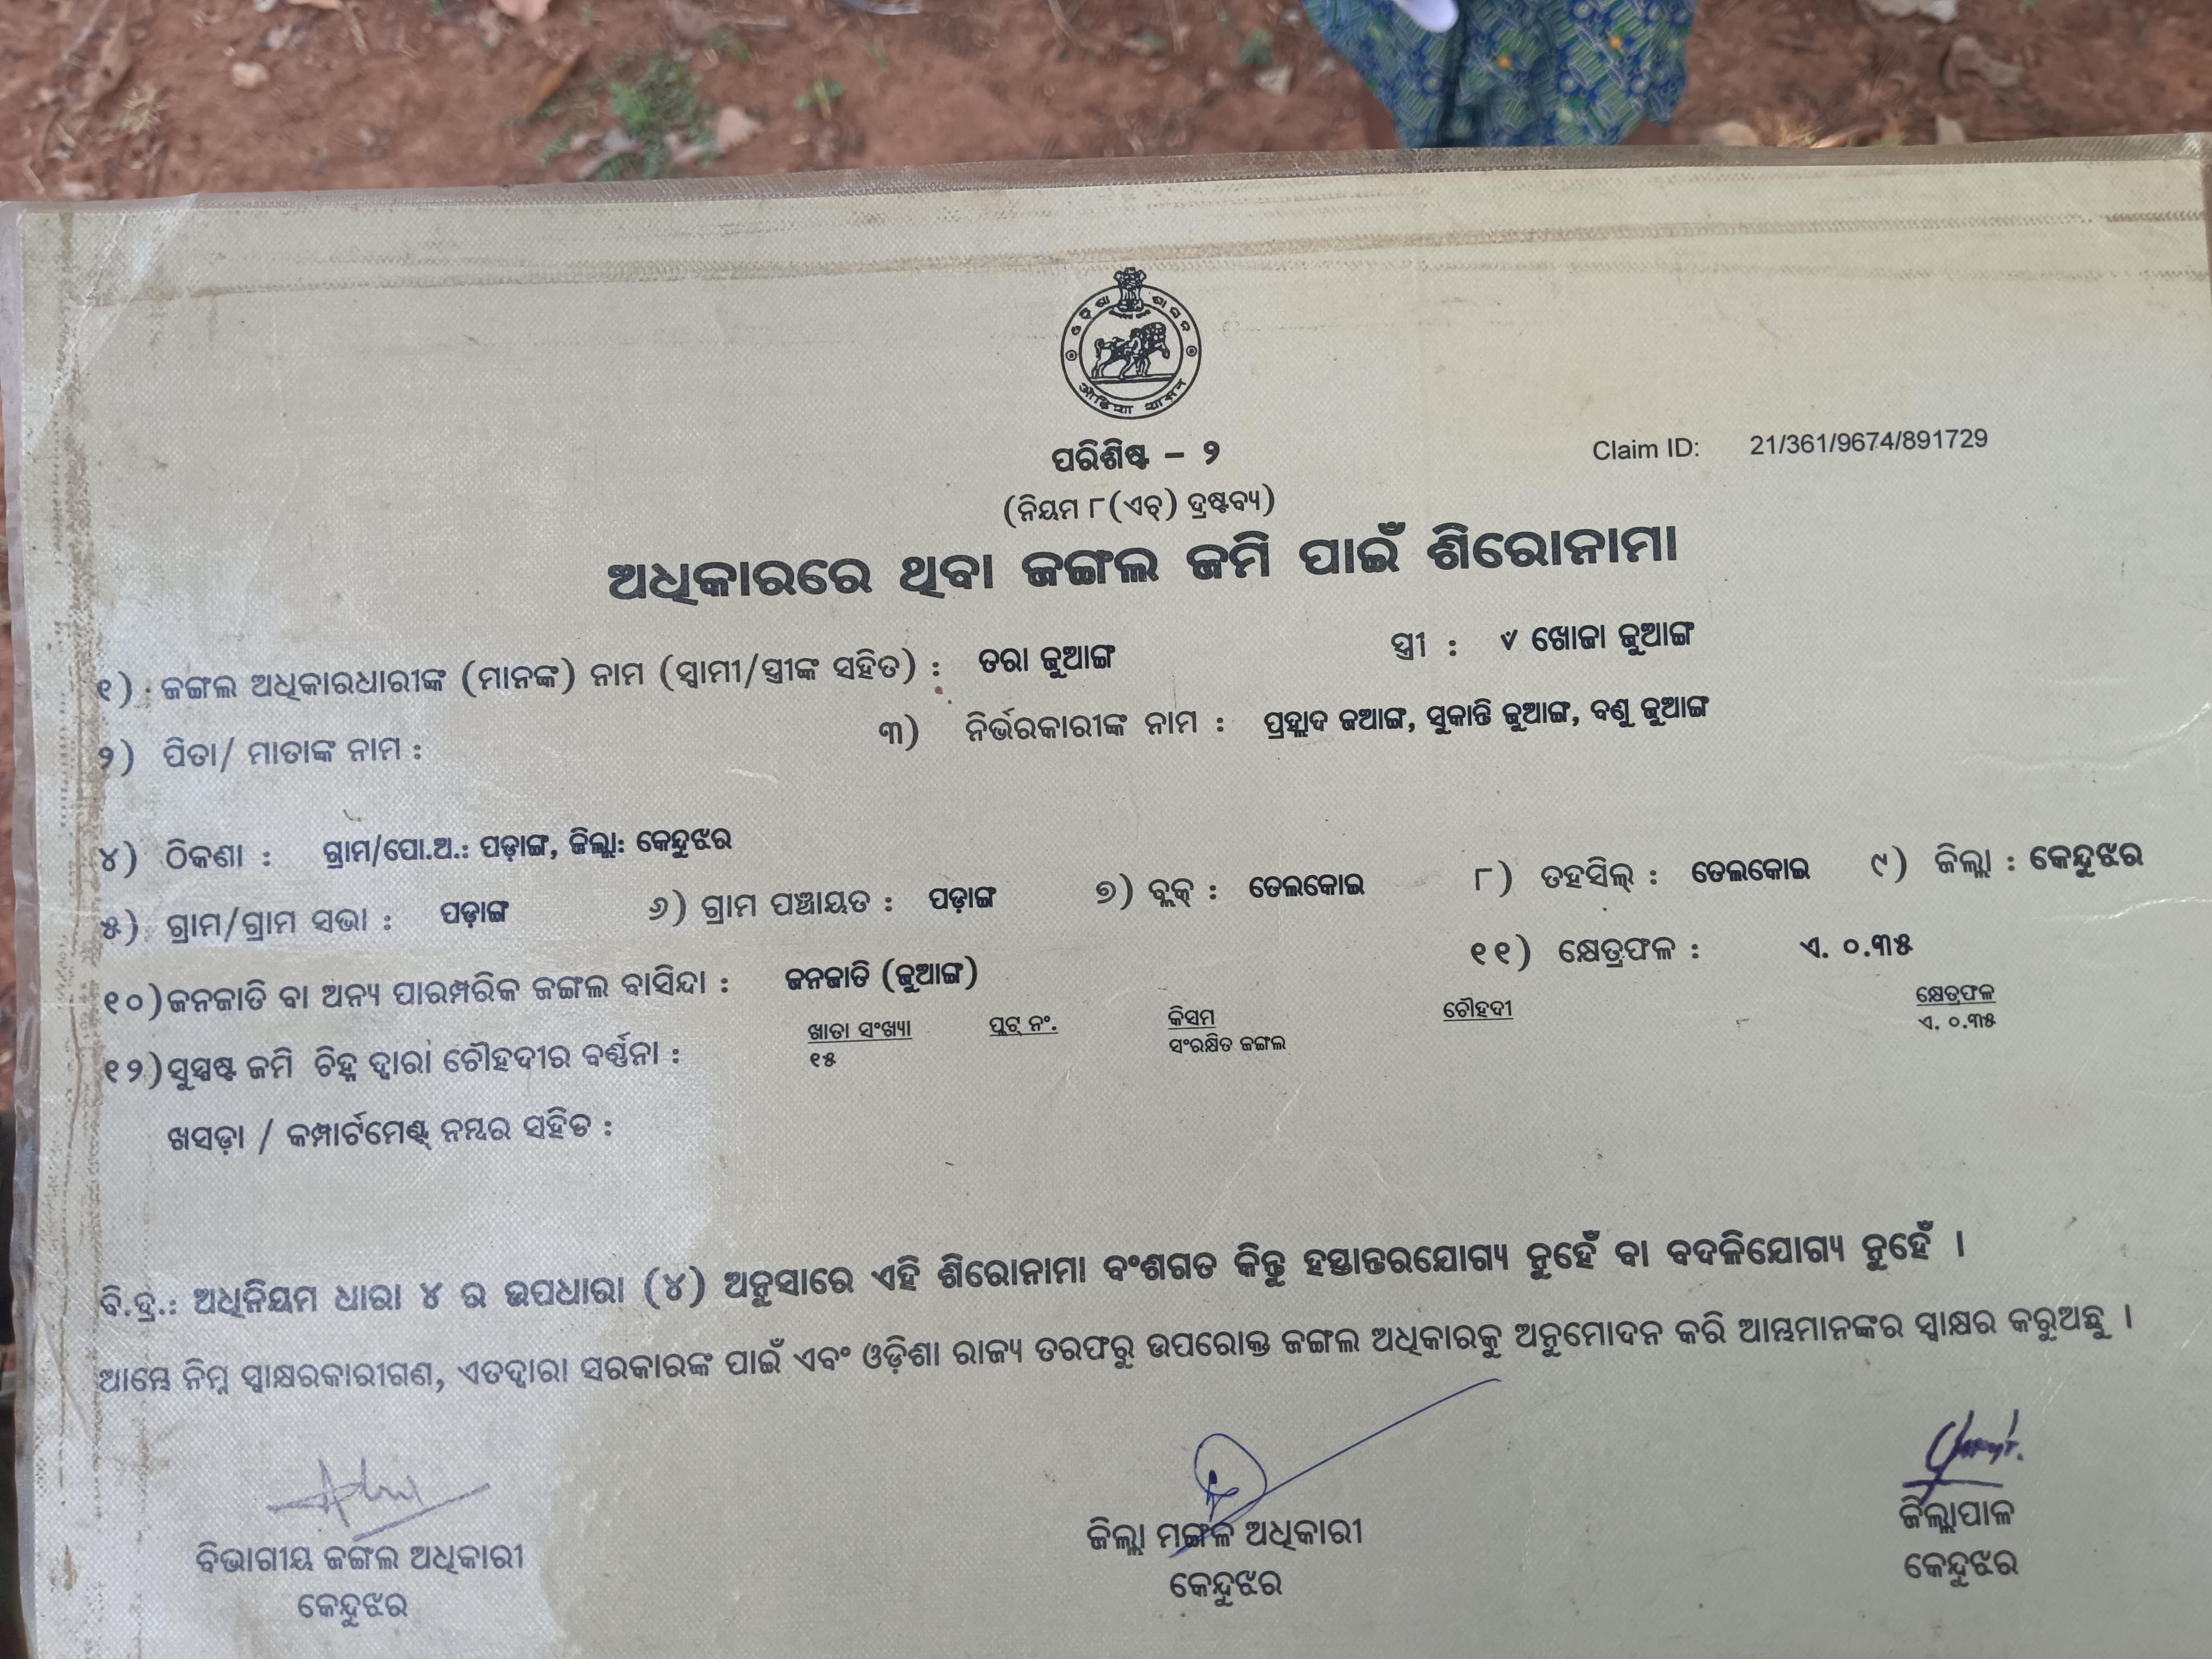 ଓଡ଼ିଶା ଶାସନ
ओड़िशा शासन
ପରିଶିଷ୍ଟ – ୨
Claim ID: 21/361/9674/891729
(ନିୟମ ୮(ଏଚ୍) ଦ୍ରଷ୍ଟବ୍ୟ)
ଅଧିକାରରେ ଥିବା ଜଙ୍ଗଲ ଜମି ପାଇଁ ଶିରୋନାମା
୧) ଜଙ୍ଗଲ ଅଧିକାରଧାରୀଙ୍କ (ମାନଙ୍କ) ନାମ (ସ୍ୱାମୀ/ସ୍ତ୍ରୀଙ୍କ ସହିତ) : ତରା ଜୁଆଙ୍ଗ ସ୍ତ୍ରୀ : ୰ ଖୋଜା ଜୁଆଙ୍ଗ
୨) ପିତା/ ମାତାଙ୍କ ନାମ : ୩) ନିର୍ଭରକାରୀଙ୍କ ନାମ : ପ୍ରହ୍ଲାଦ ଜଆଙ୍ଗ, ସୁକାନ୍ତି ଜୁଆଙ୍ଗ, ବଣୁ ଜୁଆଙ୍ଗ
୪) ଠିକଣା : ଗ୍ରାମ/ପୋ.ଅ.: ପଡ଼ାଙ୍ଗ, ଜିଲ୍ଲା: କେନ୍ଦୁଝର
୫) ଗ୍ରାମ/ଗ୍ରାମ ସଭା : ପଡ଼ାଙ୍ଗ ୬) ଗ୍ରାମ ପଞ୍ଚାୟତ : ପଡ଼ାଙ୍ଗ ୭) ବ୍ଲକ୍ : ତେଲକୋଇ ୮) ତହସିଲ୍ : ତେଲକୋଇ ୯) ଜିଲ୍ଲା : କେନ୍ଦୁଝର
୧୦) ଜନଜାତି ବା ଅନ୍ୟ ପାରମ୍ପରିକ ଜଙ୍ଗଲ ବାସିନ୍ଦା : ଜନଜାତି (ଜୁଆଙ୍ଗ) ୧୧) କ୍ଷେତ୍ରଫଳ : ଏ. ୦.୩୫
୧୨) ସୁସ୍ପଷ୍ଟ ଜମି ଚିହ୍ନ ଦ୍ୱାରା ଚୌହଦୀର ବର୍ଣ୍ଣନା : ଖାତା ସଂଖ୍ୟା ପ୍ଲଟ୍ ନଂ. କିସମ ଚୌହଦୀ କ୍ଷେତ୍ରଫଳ
୧୫ ସଂରକ୍ଷିତ ଜଙ୍ଗଲ ଏ. ୦.୩୫
ଖସଡ଼ା / କମ୍ପାର୍ଟମେଣ୍ଟ୍ ନମ୍ବର ସହିତ :
ବି.ଦ୍ର.: ଅଧିନିୟମ ଧାରା ୪ ର ଉପଧାରା (୪) ଅନୁସାରେ ଏହି ଶିରୋନାମା ବଂଶଗତ କିନ୍ତୁ ହସ୍ତାନ୍ତରଯୋଗ୍ୟ ନୁହେଁ ବା ବଦଳିଯୋଗ୍ୟ ନୁହେଁ ।
ଆମ୍ଭେ ନିମ୍ନ ସ୍ୱାକ୍ଷରକାରୀଗଣ, ଏତଦ୍ୱାରା ସରକାରଙ୍କ ପାଇଁ ଏବଂ ଓଡ଼ିଶା ରାଜ୍ୟ ତରଫରୁ ଉପରୋକ୍ତ ଜଙ୍ଗଲ ଅଧିକାରକୁ ଅନୁମୋଦନ କରି ଆମ୍ଭମାନଙ୍କର ସ୍ୱାକ୍ଷର କରୁଅଛୁ ।
ବିଭାଗୀୟ ଜଙ୍ଗଲ ଅଧିକାରୀ
କେନ୍ଦୁଝର
ଜିଲ୍ଲା ମଙ୍ଗଳ ଅଧିକାରୀ
କେନ୍ଦୁଝର
ଜିଲ୍ଲାପାଳ
କେନ୍ଦୁଝର